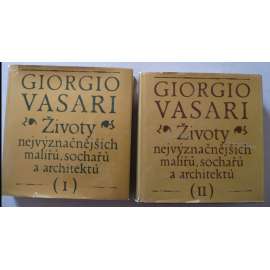 GIORGIO
VASARI
Životy
nejvýznačnějších
malířů, sochařů
a architektů
(I)
GIORGIO
VASARI
Životy
nejvýznačnějších
malířů, sochařů
a architektů
(II)